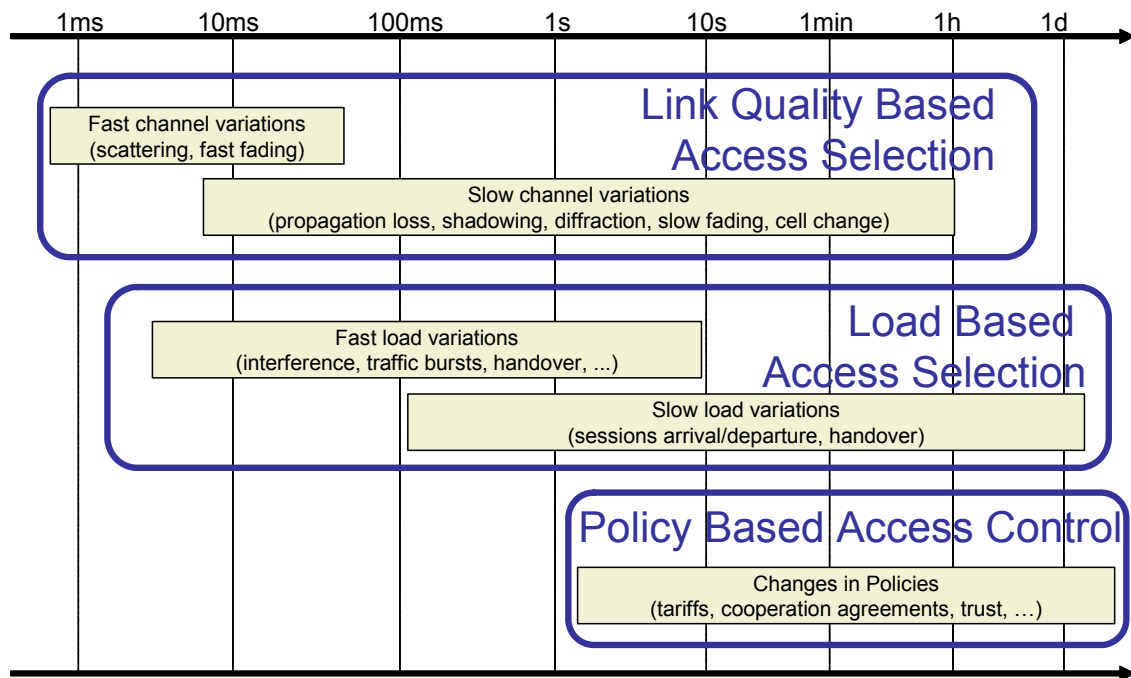 1ms 10ms 100ms 1s 10s 1min 1h 1d
Link Quality Based
Access Selection
Fast channel variations
(scattering, fast fading)
Slow channel variations
(propagation loss, shadowing, diffraction, slow fading, cell change)
Load Based
Access Selection
Fast load variations
(interference, traffic bursts, handover, ...)
Slow load variations
(sessions arrival/departure, handover)
Policy Based Access Control
Changes in Policies
(tariffs, cooperation agreements, trust, …)